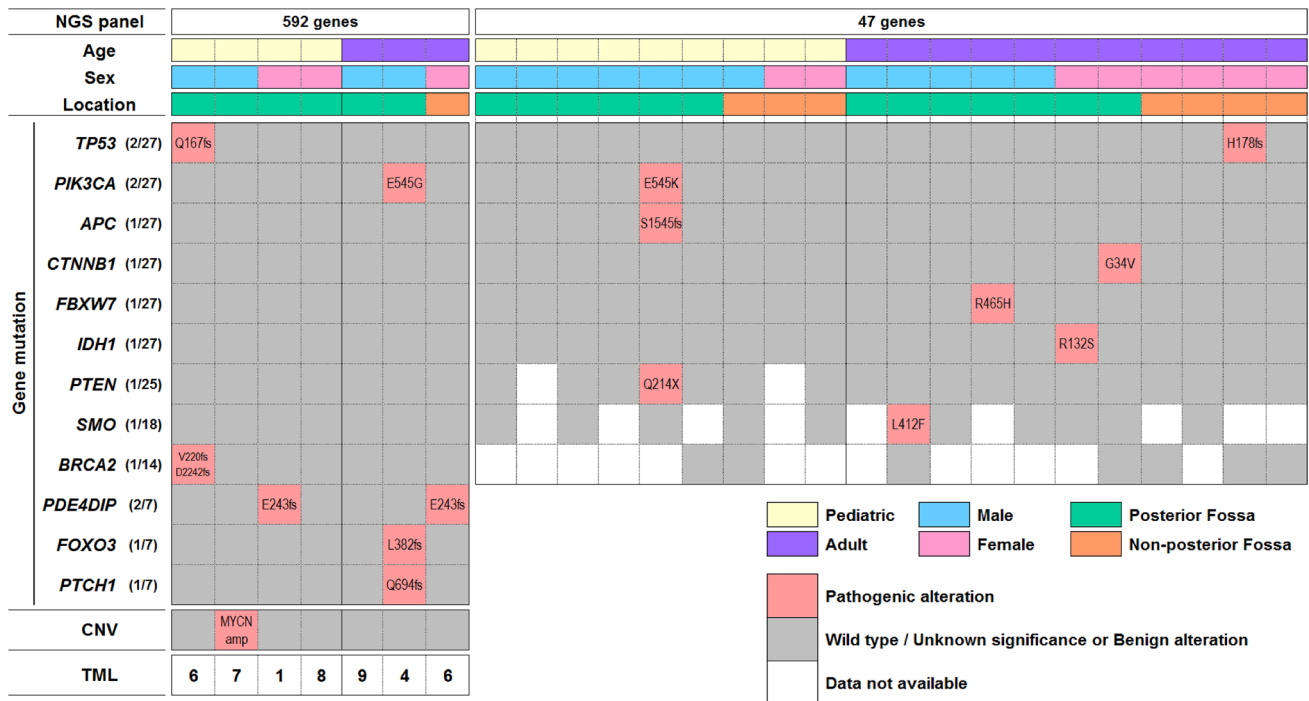 NGS panel 592 genes 47 genes
Age
Sex
Location
Gene mutation
TP53 (2/27) Q167fs H178fs
PIK3CA (2/27) E545G E545K
APC (1/27) S1545fs
CTNNB1 (1/27) G34V
FBXW7 (1/27) R465H
IDH1 (1/27) R132S
PTEN (1/25) Q214X
SMO (1/18) L412F
BRCA2 (1/14) V220fs
D2242fs
PDE4DIP (2/7) E243fs E243fs
FOXO3 (1/7) L382fs
PTCH1 (1/7) Q694fs
CNV MYCN
amp
TML 6 7 1 8 9 4 6
Pediatric Male Posterior Fossa
Adult Female Non-posterior Fossa
Pathogenic alteration
Wild type / Unknown significance or Benign alteration
Data not available